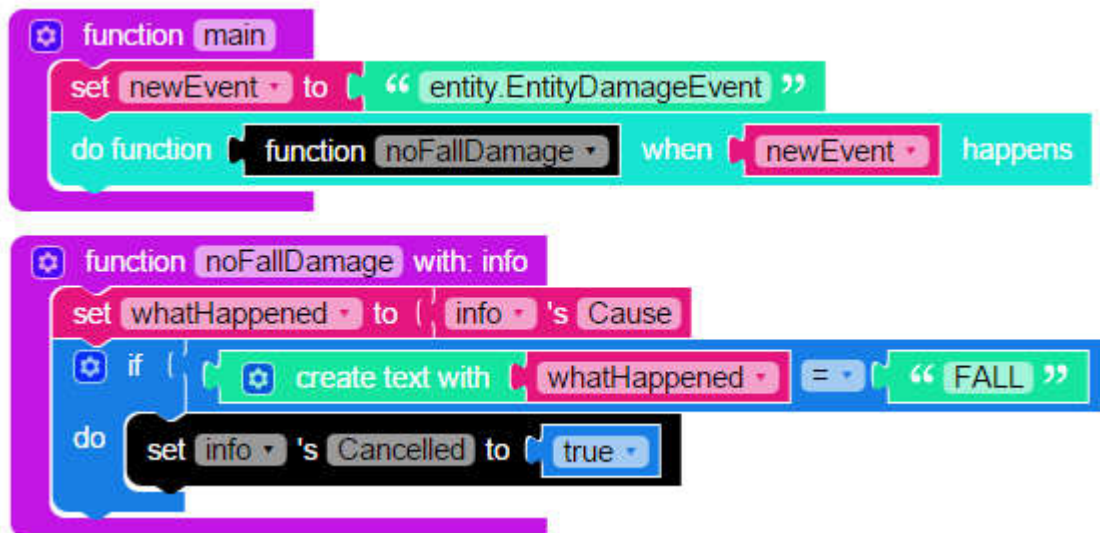 function main
set newEvent to “ entity.EntityDamageEvent ”
do function function noFallDamage when newEvent happens
function noFallDamage with: info
set whatHappened to info 's Cause
if create text with whatHappened = “ FALL ”
do set info 's Cancelled to true